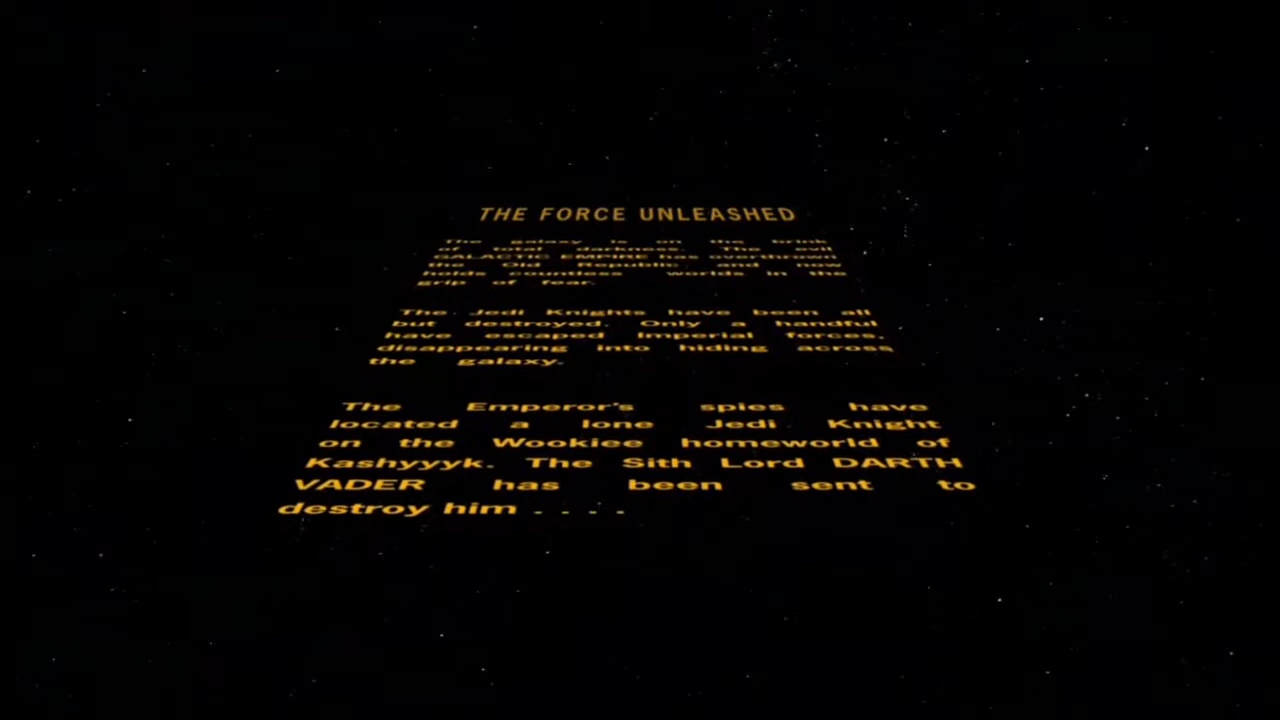 THE FORCE UNLEASHED
The galaxy is on the brink
of total darkness. The evil
GALACTIC EMPIRE has overthrown
the Old Republic, and now
holds countless worlds in the
grip of fear.
The Jedi Knights have been all
but destroyed. Only a handful
have escaped Imperial forces,
disappearing into hiding across
the galaxy.
The Emperor's spies have
located a lone Jedi Knight
on the Wookiee homeworld of
Kashyyyk. The Sith Lord DARTH
VADER has been sent to
destroy him . . . .